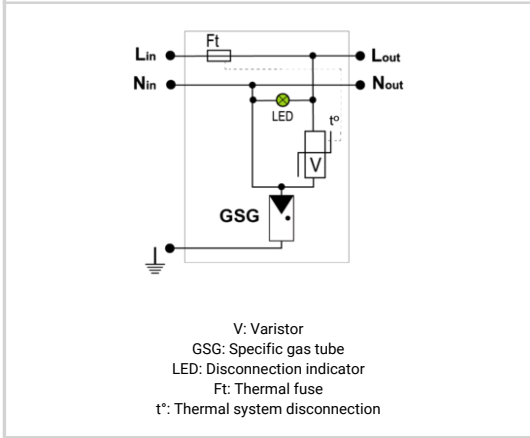 Ft
Lin Lout
Nin Nout
LED
t°
V
GSG
V: Varistor
GSG: Specific gas tube
LED: Disconnection indicator
Ft: Thermal fuse
t°: Thermal system disconnection